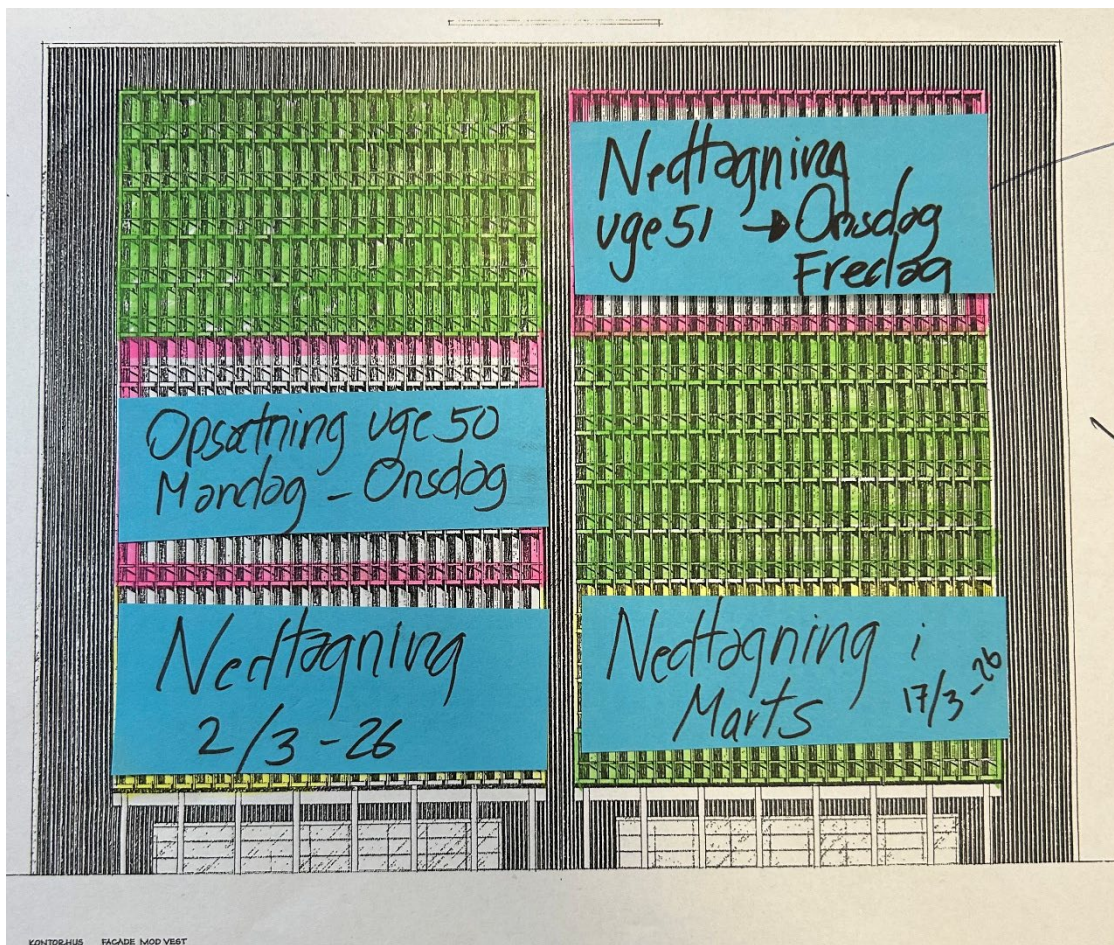 Nedtagning
uge 51 → Onsdag
Fredag
Opsætning uge 50
Mandag - Onsdag
Nedtagning
2/3 - 26
Nedtagning i
Marts 17/3 - 26
KONTORHUS FACADE MOD VEST